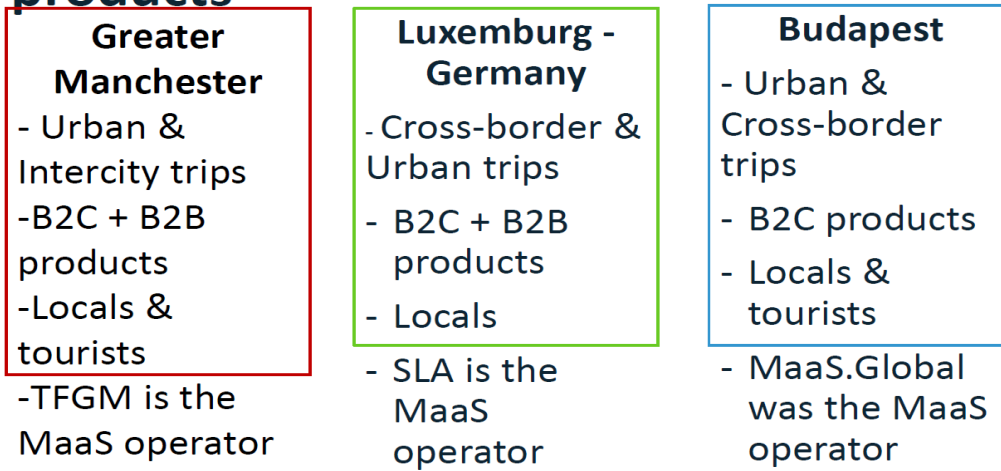 products
Greater
Manchester
- Urban &
Intercity trips
-B2C + B2B
products
-Locals &
tourists
-TFGM is the
MaaS operator
Luxemburg -
Germany
- Cross-border &
Urban trips
- B2C + B2B
products
- Locals
- SLA is the
MaaS
operator
Budapest
- Urban &
Cross-border
trips
- B2C products
- Locals &
tourists
- MaaS.Global
was the MaaS
operator